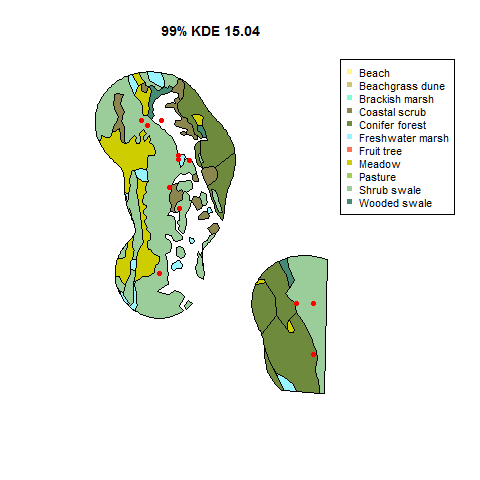 99% KDE 15.04
Beach
Beachgrass dune
Brackish marsh
Coastal scrub
Conifer forest
Freshwater marsh
Fruit tree
Meadow
Pasture
Shrub swale
Wooded swale